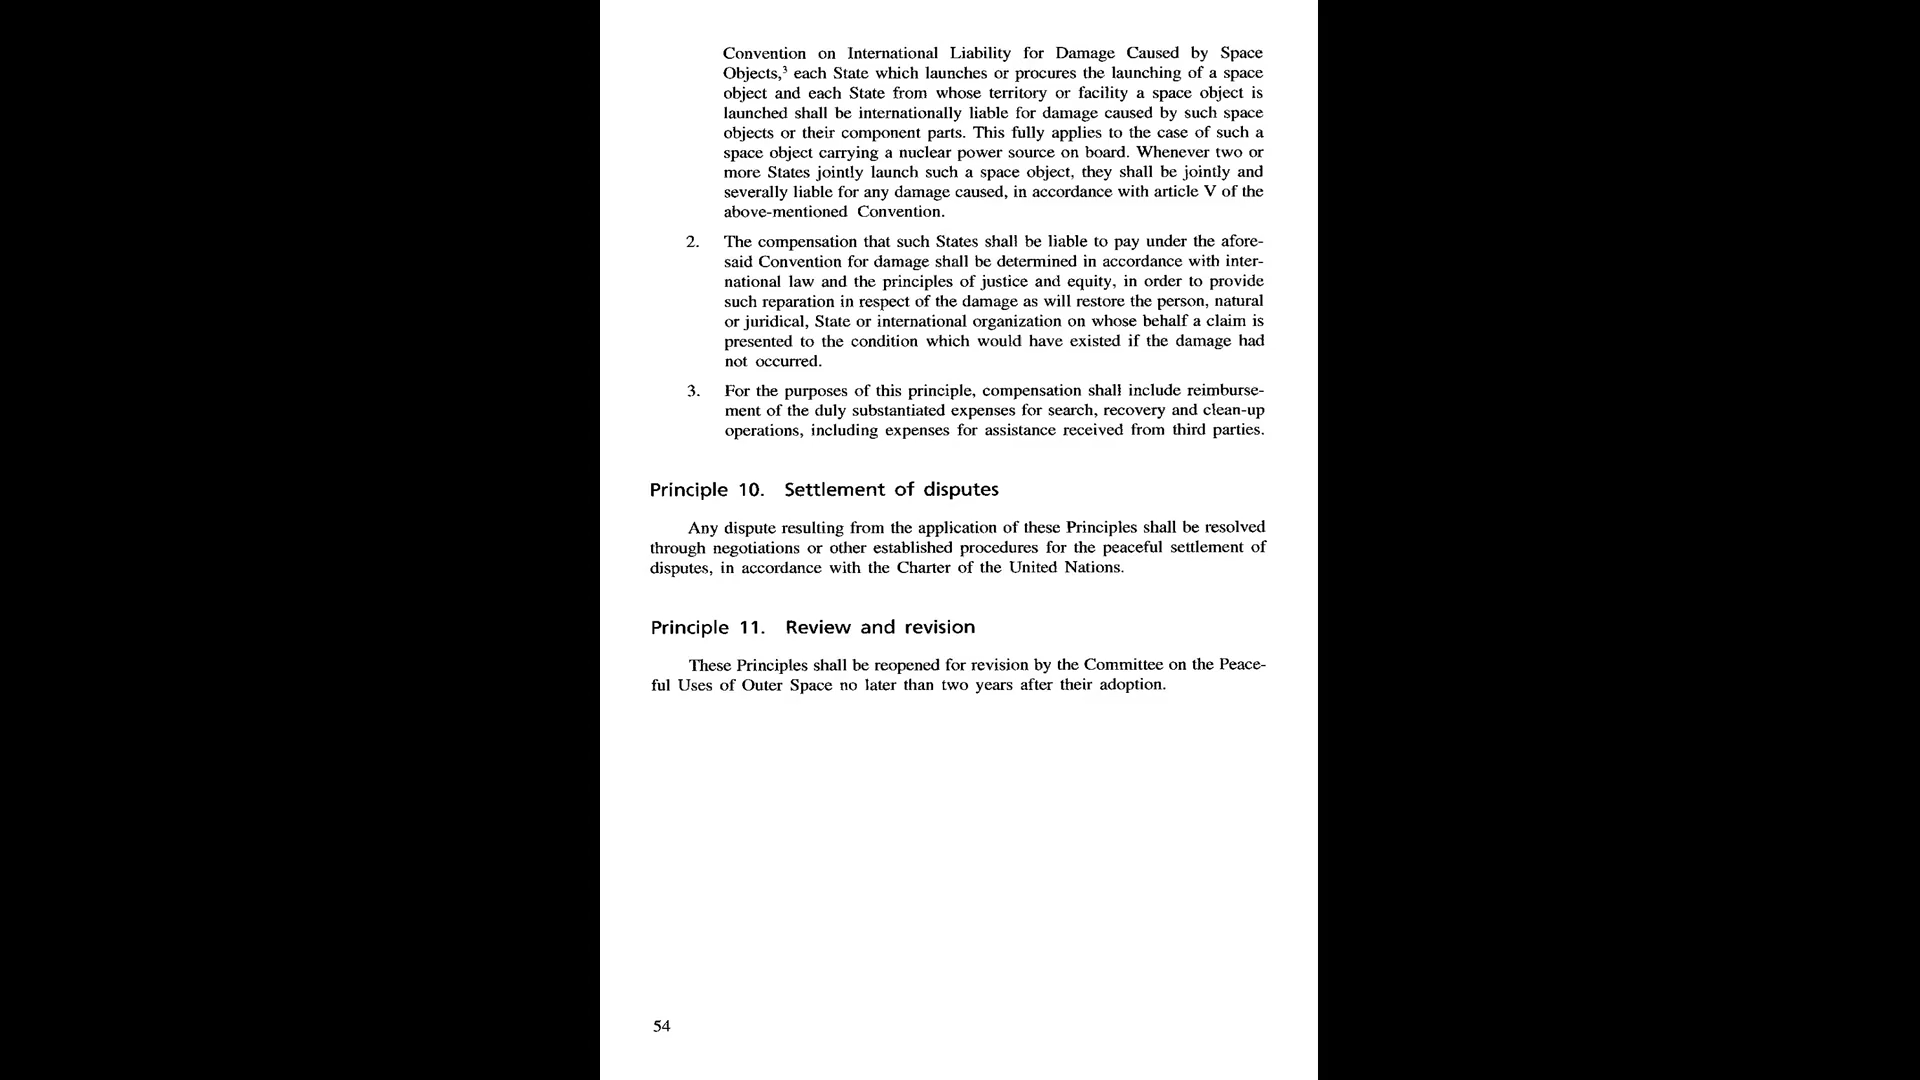 Convention on International Liability for Damage Caused by Space
Objects,³ each State which launches or procures the launching of a space
object and each State from whose territory or facility a space object is
launched shall be internationally liable for damage caused by such space
objects or their component parts. This fully applies to the case of such a
space object carrying a nuclear power source on board. Whenever two or
more States jointly launch such a space object, they shall be jointly and
severally liable for any damage caused, in accordance with article V of the
above-mentioned Convention.
2. The compensation that such States shall be liable to pay under the afore-
said Convention for damage shall be determined in accordance with inter-
national law and the principles of justice and equity, in order to provide
such reparation in respect of the damage as will restore the person, natural
or juridical, State or international organization on whose behalf a claim is
presented to the condition which would have existed if the damage had
not occurred.
3. For the purposes of this principle, compensation shall include reimburse-
ment of the duly substantiated expenses for search, recovery and clean-up
operations, including expenses for assistance received from third parties.
Principle 10. Settlement of disputes
Any dispute resulting from the application of these Principles shall be resolved
through negotiations or other established procedures for the peaceful settlement of
disputes, in accordance with the Charter of the United Nations.
Principle 11. Review and revision
These Principles shall be reopened for revision by the Committee on the Peace-
ful Uses of Outer Space no later than two years after their adoption.
54